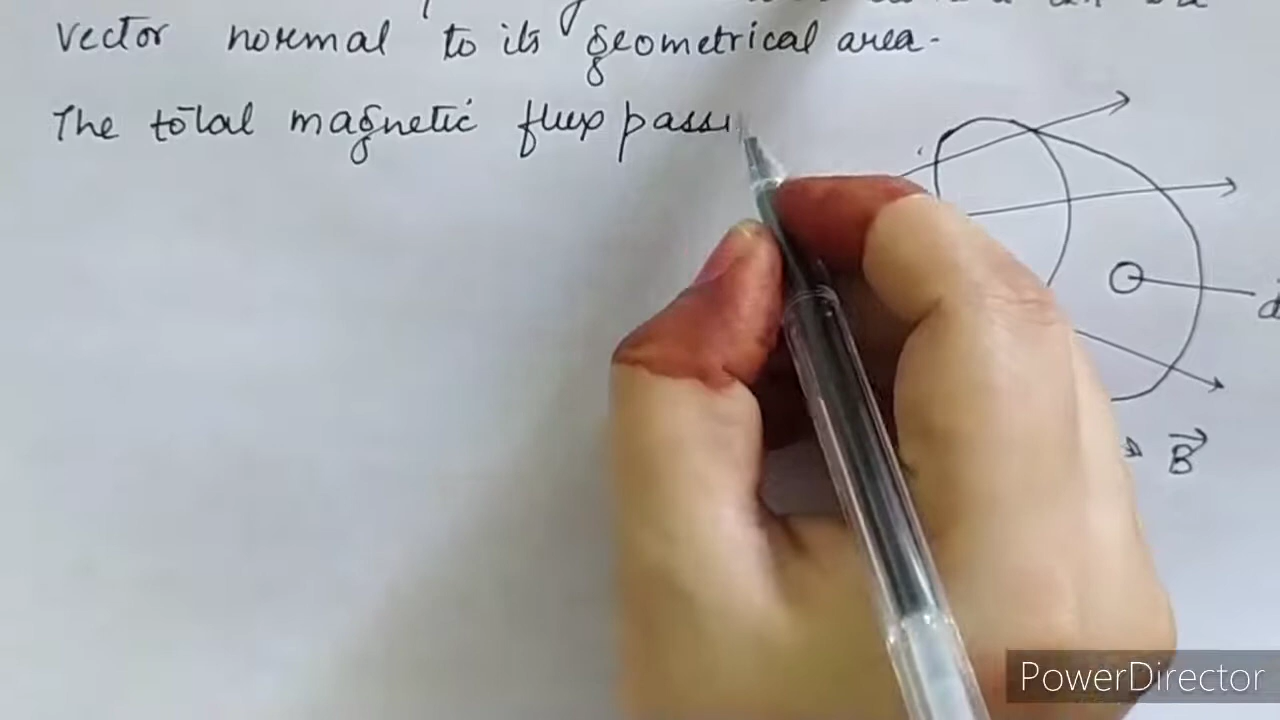 vector normal to its geometrical area.
The total magnetic flux passi
B
PowerDirector